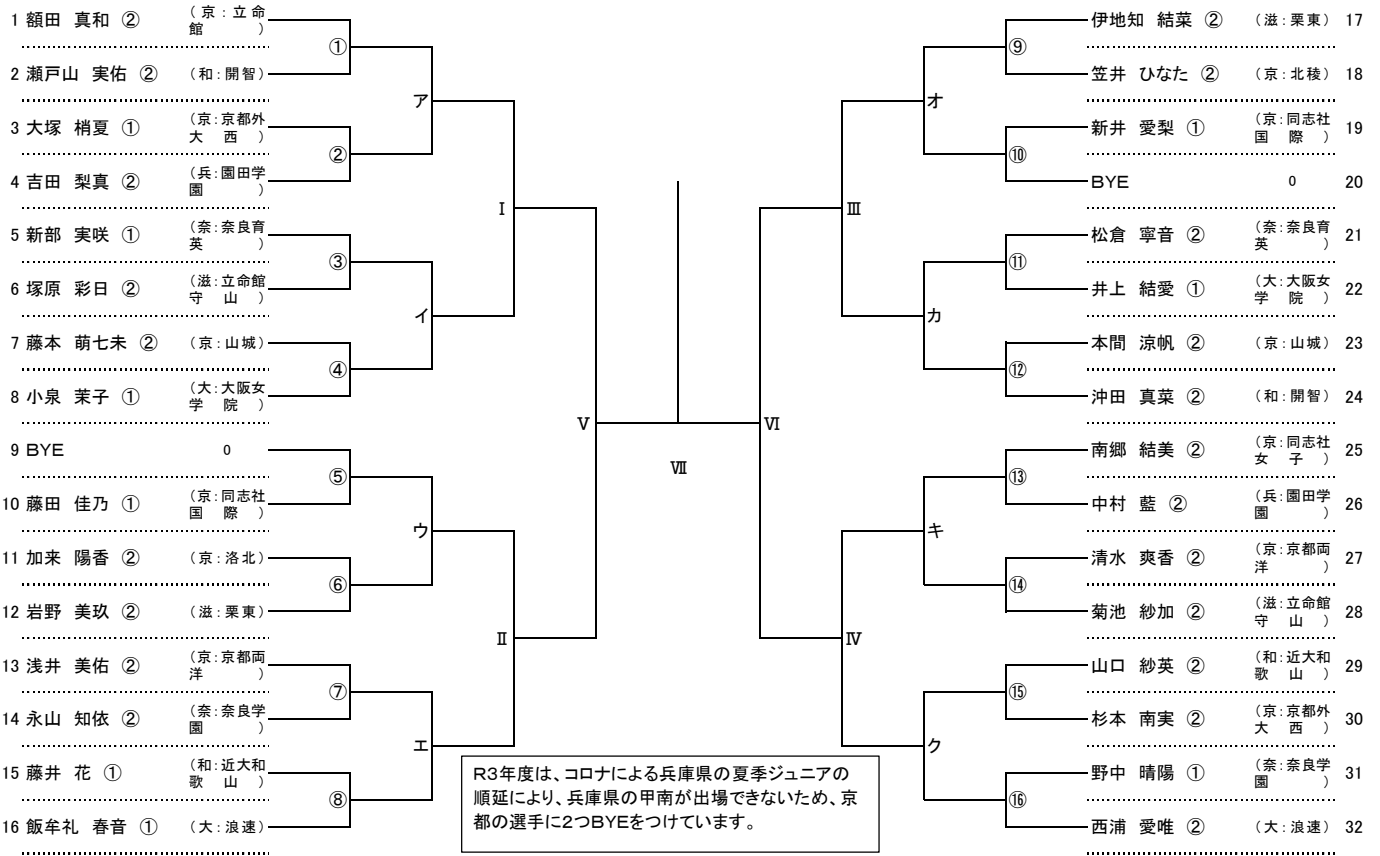 1 額田 真和 ② （京：立命館）
①
2 瀬戸山 実佑 ② （和：開智）
ア
3 大塚 梢夏 ① （京：京都外大西）
②
4 吉田 梨真 ② （兵：園田学園）
Ⅰ
5 新部 実咲 ① （奈：奈良育英）
③
6 塚原 彩日 ② （滋：立命館守山）
イ
7 藤本 萌七未 ② （京：山城）
④
8 小泉 茉子 ① （大：大阪女学院）
Ⅴ
9 BYE 0
⑤
10 藤田 佳乃 ① （京：同志社国際）
ウ
11 加来 陽香 ② （京：洛北）
⑥
12 岩野 美玖 ② （滋：栗東）
Ⅱ
13 浅井 美佑 ② （京：京都両洋）
⑦
14 永山 知依 ② （奈：奈良学園）
エ
15 藤井 花 ① （和：近大和歌山）
⑧
16 飯牟礼 春音 ① （大：浪速）
Ⅶ
伊地知 結菜 ② （滋：栗東） 17
⑨
笠井 ひなた ② （京：北稜） 18
オ
新井 愛梨 ① （京：同志社国際） 19
⑩
BYE 0 20
Ⅲ
松倉 寧音 ② （奈：奈良育英） 21
⑪
井上 結愛 ① （大：大阪女学院） 22
カ
本間 涼帆 ② （京：山城） 23
⑫
沖田 真菜 ② （和：開智） 24
Ⅵ
南郷 結美 ② （京：同志社女子） 25
⑬
中村 藍 ② （兵：園田学園） 26
キ
清水 爽香 ② （京：京都両洋） 27
⑭
菊池 紗加 ② （滋：立命館守山） 28
Ⅳ
山口 紗英 ② （和：近大和歌山） 29
⑮
杉本 南実 ② （京：京都外大西） 30
ク
野中 晴陽 ① （奈：奈良学園） 31
⑯
西浦 愛唯 ② （大：浪速） 32
R3年度は、コロナによる兵庫県の夏季ジュニアの
順延により、兵庫県の甲南が出場できないため、京
都の選手に2つBYEをつけています。